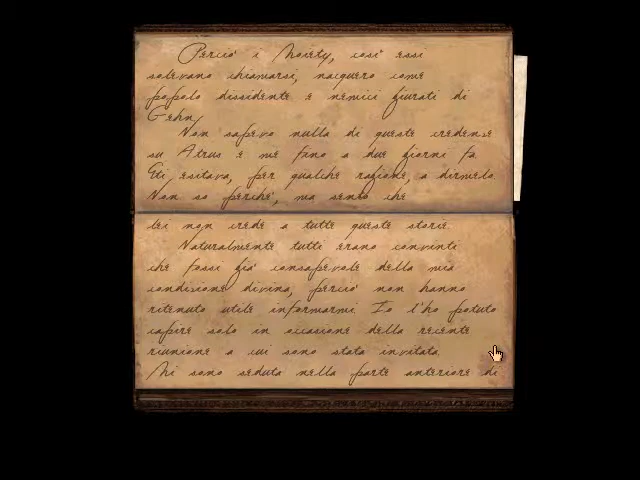 Perciò i Moiety, così essi
solevano chiamarsi, nacquero come
popolo dissidente e nemici giurati di
Gehn.
Non sapevo nulla di queste credenze
su Atrus e me fino a due giorni fa.
esitava, per qualche ragione, a dirmelo.
Non so perché, ma sento che
lei non crede a tutte queste storie.
Naturalmente tutti erano convinti
che fossi già consapevole della mia
condizione divina, perciò non hanno
ritenuto utile informarmi. Io l'ho potuto
capire solo in occasione della recente
riunione a cui sono stata invitata.
Mi sono seduta nella parte anteriore di